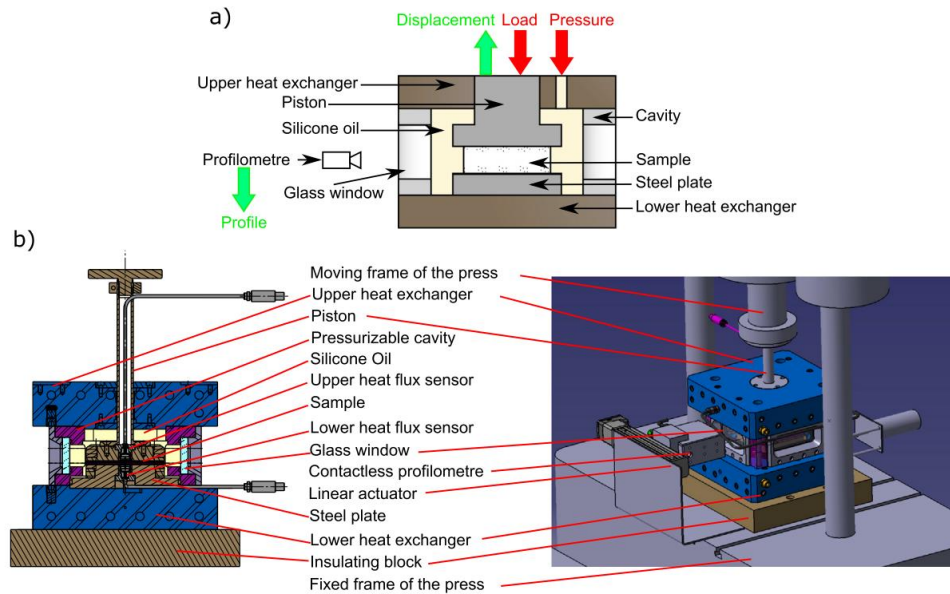 a)
Displacement Load Pressure
Upper heat exchanger
Piston
Cavity
Silicone oil
Profilometre
Sample
Steel plate
Glass window
Lower heat exchanger
Profile
b)
Moving frame of the press
Upper heat exchanger
Piston
Pressurizable cavity
Silicone Oil
Upper heat flux sensor
Sample
Lower heat flux sensor
Glass window
Contactless profilometre
Linear actuator
Steel plate
Lower heat exchanger
Insulating block
Fixed frame of the press